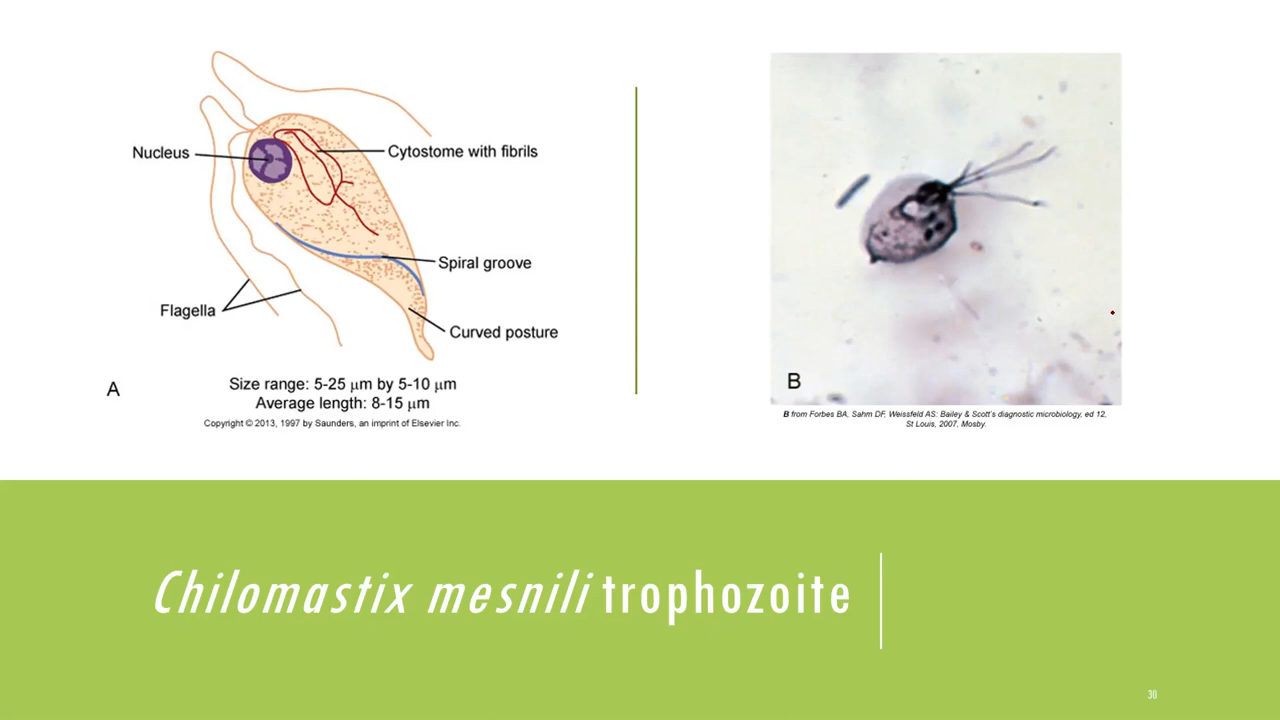 Nucleus
Cytostome with fibrils
Spiral groove
Flagella
Curved posture
A
Size range: 5-25 μm by 5-10 μm
Average length: 8-15 μm
Copyright © 2013, 1997 by Saunders, an imprint of Elsevier Inc.
B
B from Forbes BA, Sahm DF, Weissfeld AS: Bailey & Scott's diagnostic microbiology, ed 12,
St Louis, 2007, Mosby.
Chilomastix mesnili trophozoite
30